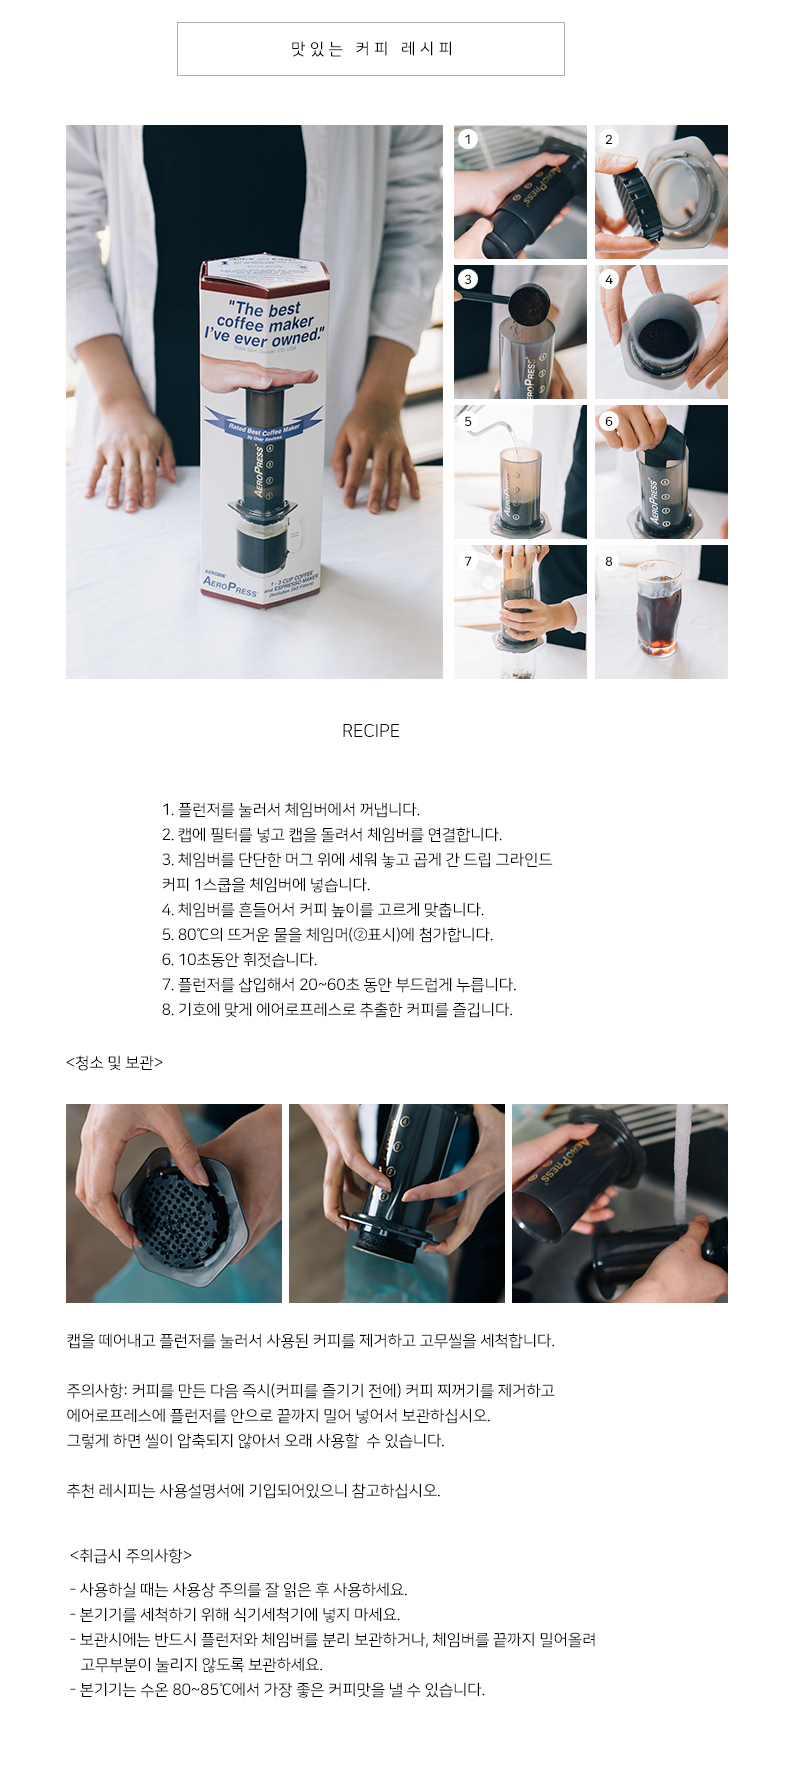 맛있는 커피 레시피
"The best
coffee maker
I've ever owned."
Rated Best Coffee Maker
by User Reviews
AEROPRESS
AEROBIE
AEROPRESS
1 - 3 CUP COFFEE
and ESPRESSO MAKER
(Includes 350 Filters)
1
AEROPRESS
2
3
AEROPRESS
4
5
AEROPRESS
6
AEROPRESS
7
8
RECIPE
1. 플런저를 눌러서 체임버에서 꺼냅니다.
2. 캡에 필터를 넣고 캡을 돌려서 체임버를 연결합니다.
3. 체임버를 단단한 머그 위에 세워 놓고 곱게 간 드립 그라인드
커피 1스쿱을 체임버에 넣습니다.
4. 체임버를 흔들어서 커피 높이를 고르게 맞춥니다.
5. 80℃의 뜨거운 물을 체임머(②표시)에 첨가합니다.
6. 10초동안 휘젓습니다.
7. 플런저를 삽입해서 20~60초 동안 부드럽게 누릅니다.
8. 기호에 맞게 에어로프레스로 추출한 커피를 즐깁니다.
<청소 및 보관>
AEROPRESS
캡을 떼어내고 플런저를 눌러서 사용된 커피를 제거하고 고무씰을 세척합니다.
주의사항: 커피를 만든 다음 즉시(커피를 즐기기 전에) 커피 찌꺼기를 제거하고
에어로프레스에 플런저를 안으로 끝까지 밀어 넣어서 보관하십시오.
그렇게 하면 씰이 압축되지 않아서 오래 사용할 수 있습니다.
추천 레시피는 사용설명서에 기입되어있으니 참고하십시오.
<취급시 주의사항>
- 사용하실 때는 사용상 주의를 잘 읽은 후 사용하세요.
- 본기기를 세척하기 위해 식기세척기에 넣지 마세요.
- 보관시에는 반드시 플런저와 체임버를 분리 보관하거나, 체임버를 끝까지 밀어올려
고무부분이 눌리지 않도록 보관하세요.
- 본기기는 수온 80~85℃에서 가장 좋은 커피맛을 낼 수 있습니다.